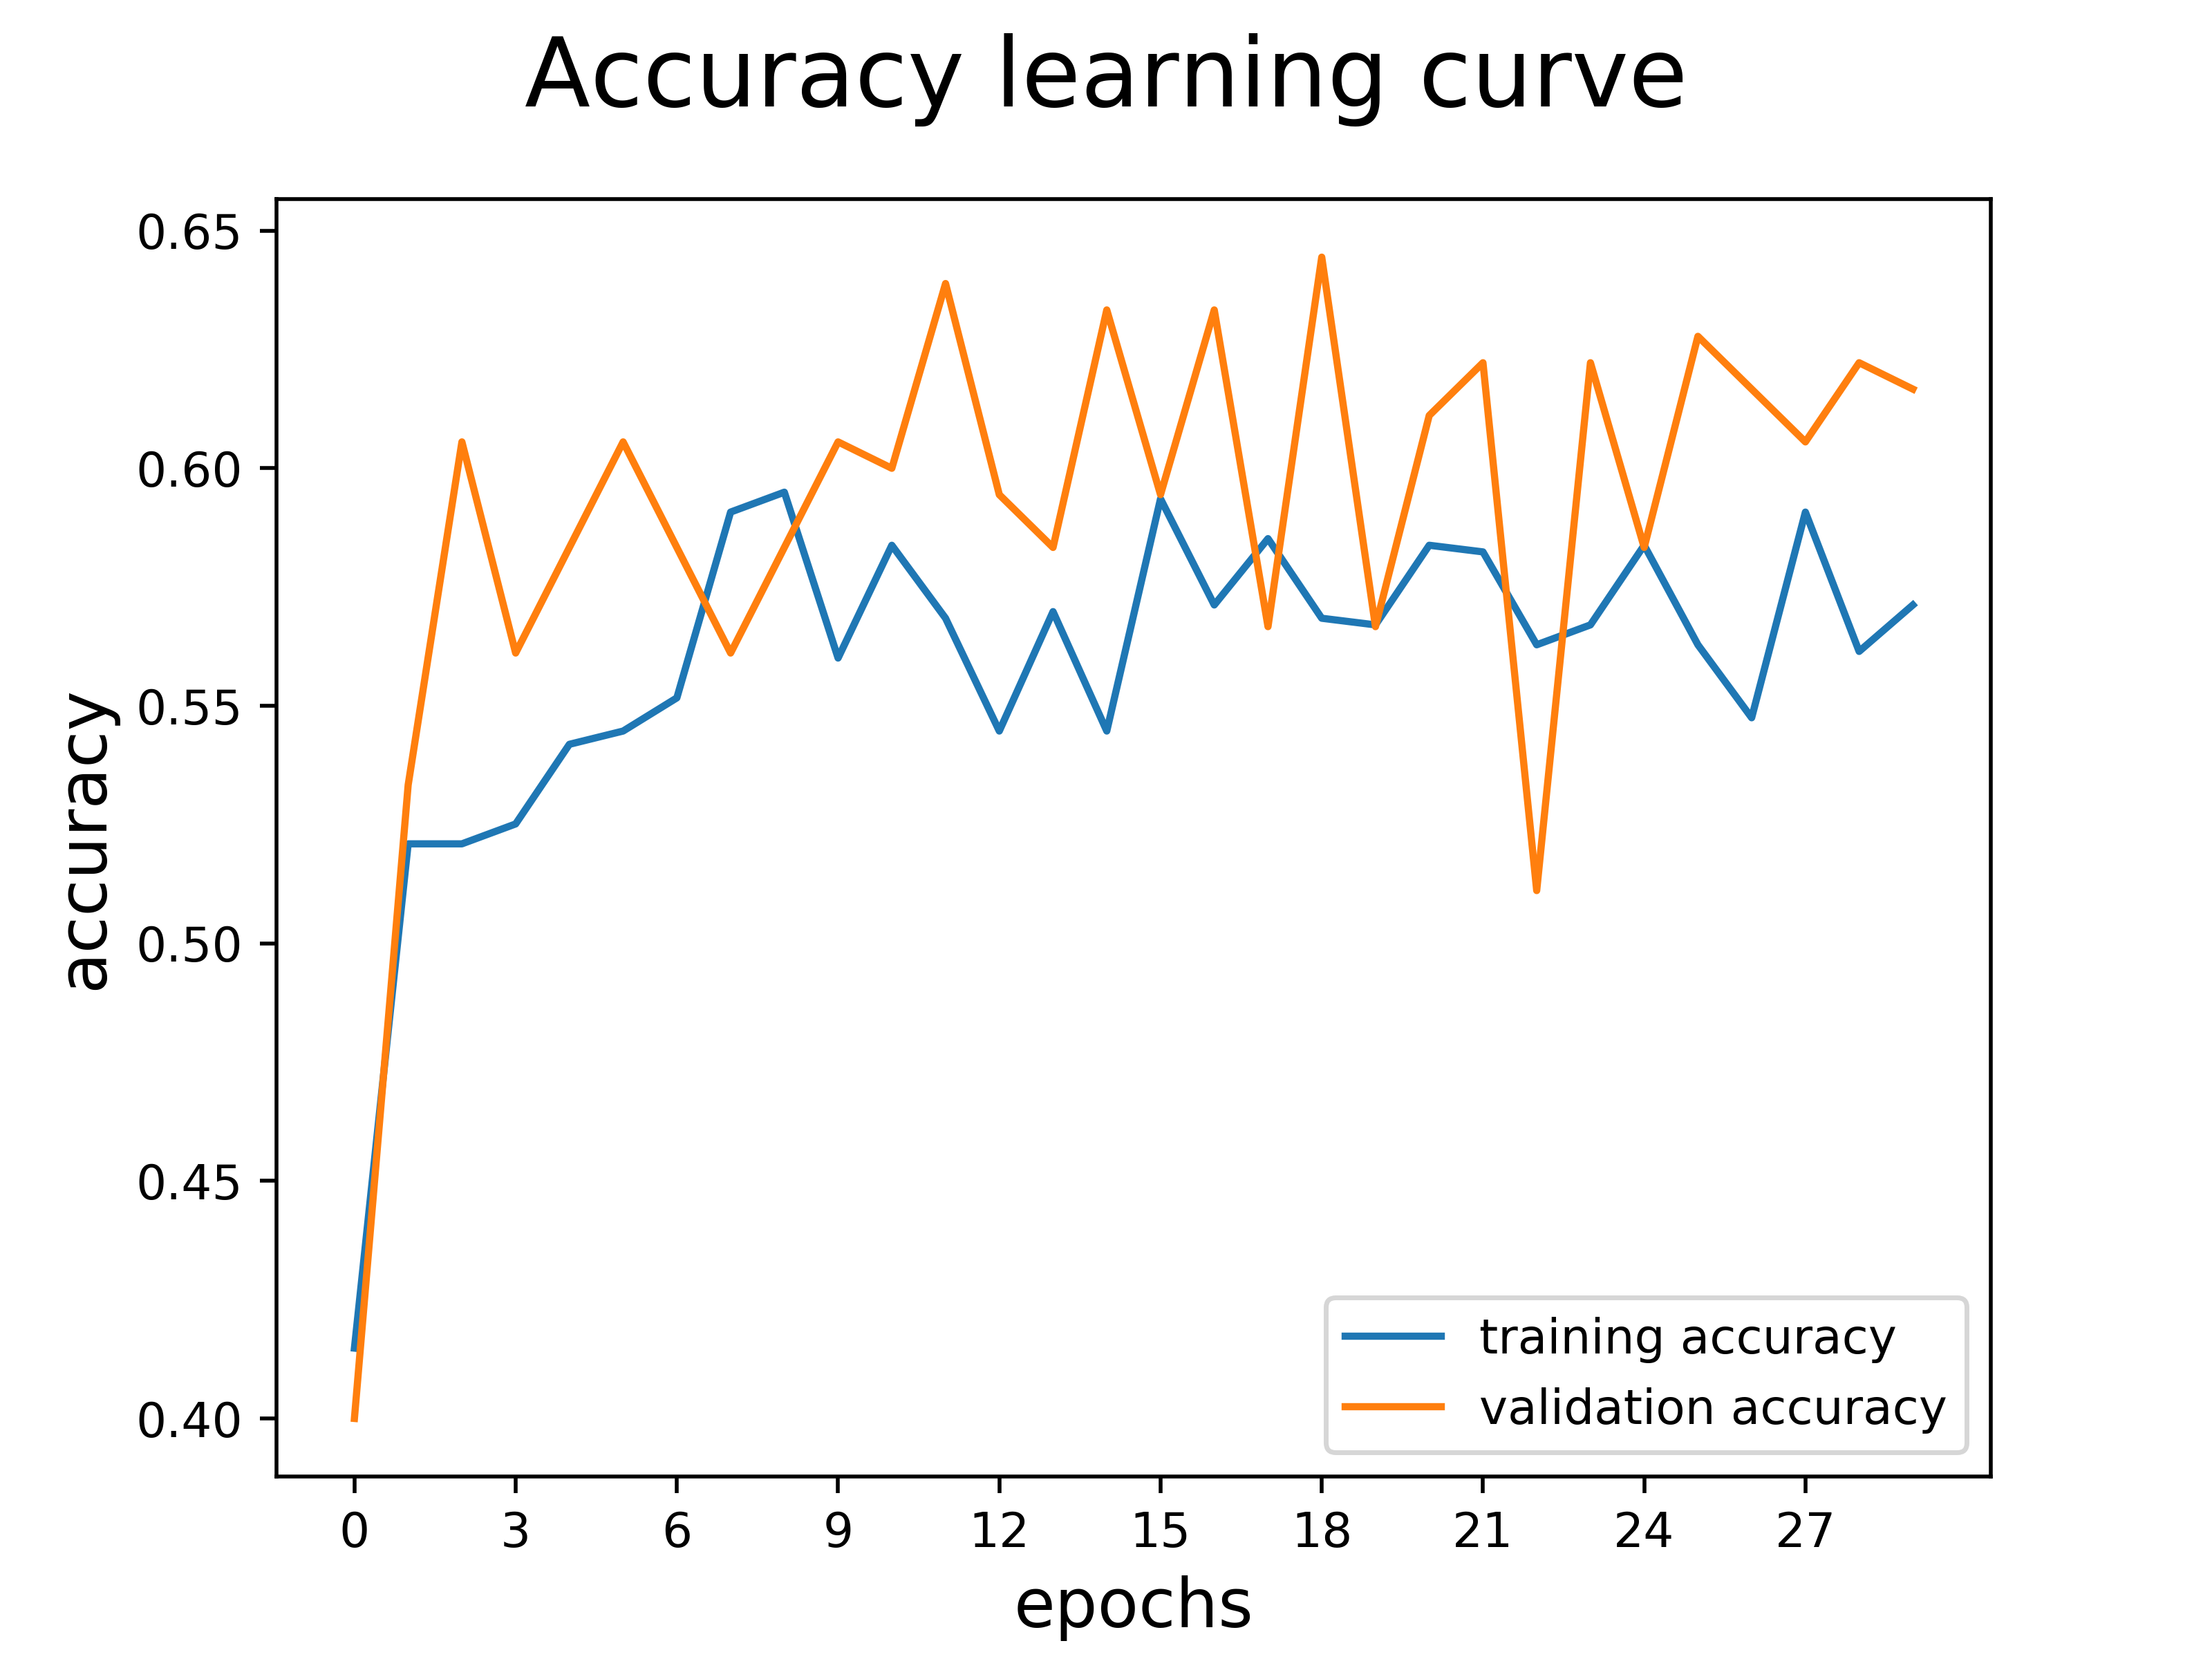 Accuracy learning curve
0.65
0.60
0.55
0.50
0.45
0.40
accuracy
training accuracy
validation accuracy
0 3 6 9 12 15 18 21 24 27
epochs